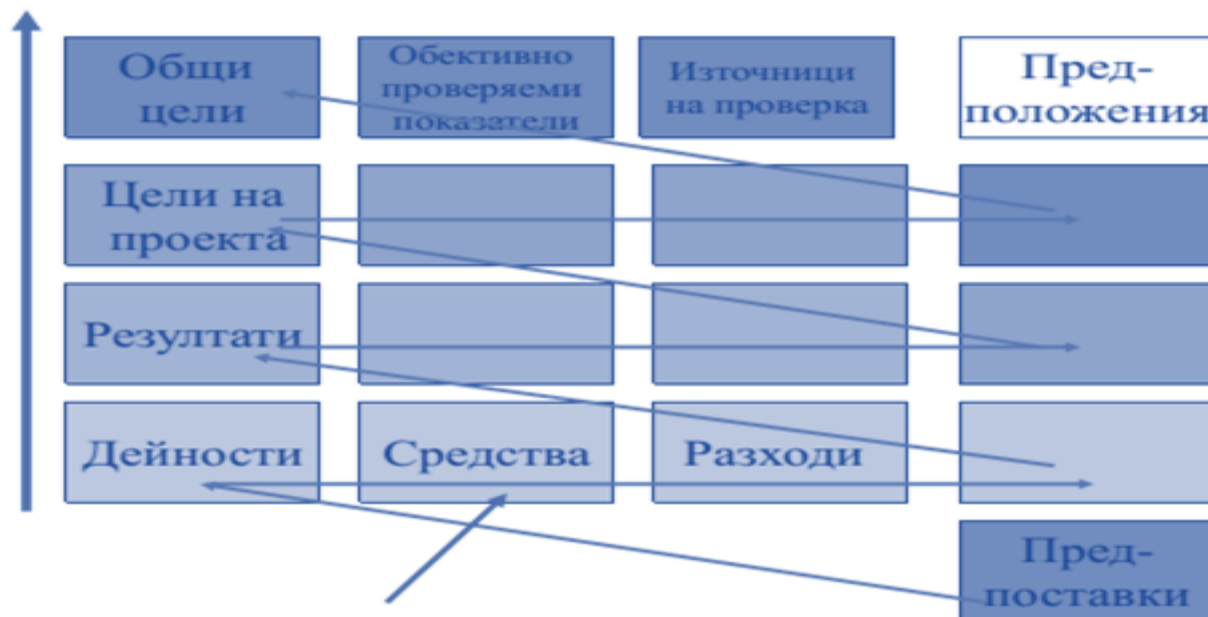 Общи
цели
Обективно
проверяеми
показатели
Източници
на проверка
Пред-
положения
Цели на
проекта
Резултати
Дейности
Средства
Разходи
Пред-
поставки